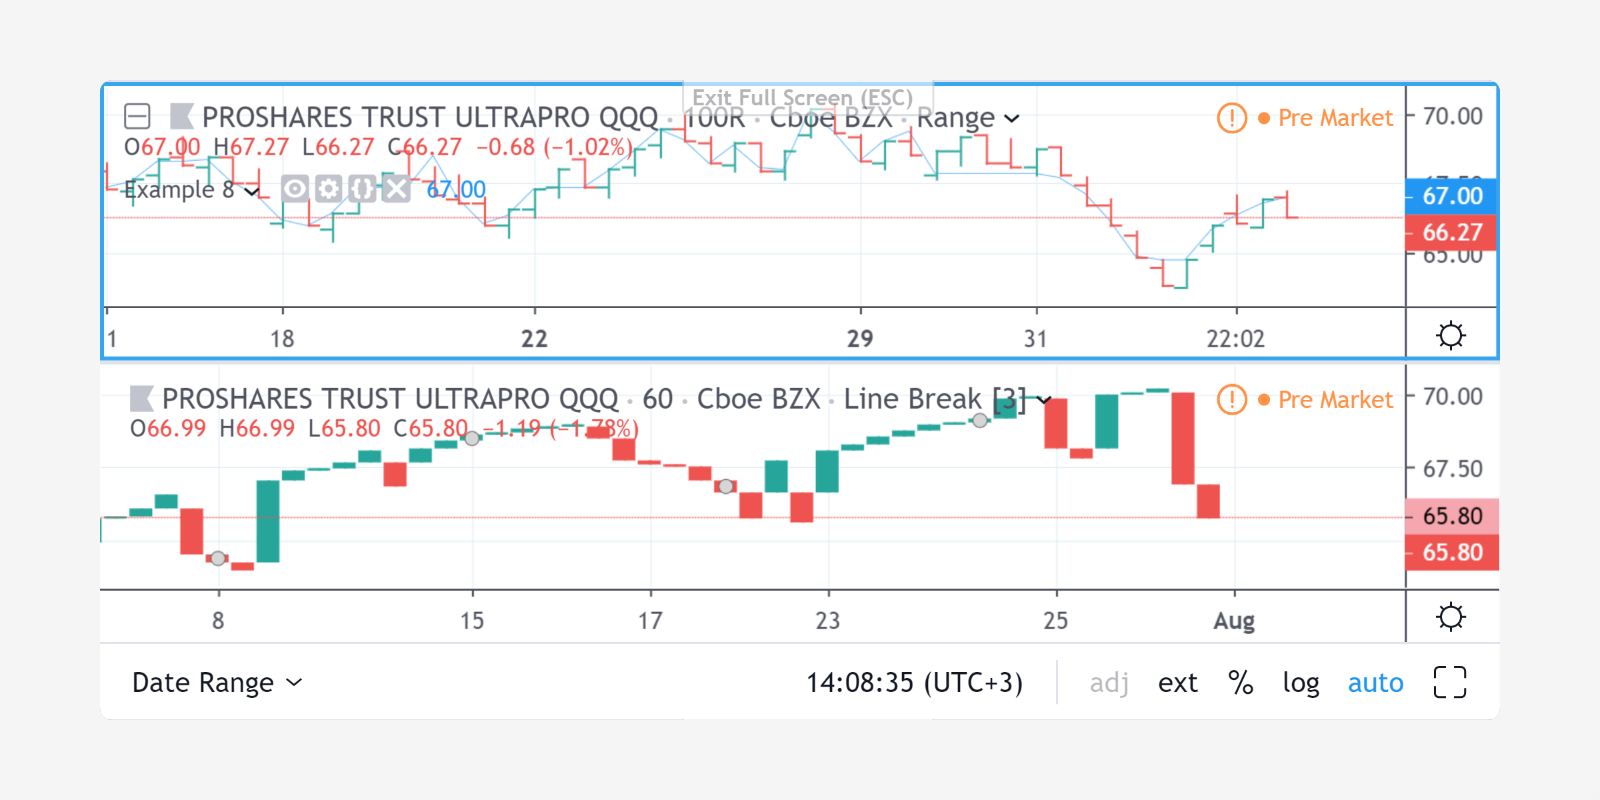 Exit Full Screen (ESC)
PROSHARES TRUST ULTRAPRO QQQ · 100R · Cboe BZX · Range
Pre Market
O67.00 H67.27 L66.27 C66.27 −0.68 (−1.02%)
Example 8 67.00
70.00
67.50
67.00
66.27
65.00
1 18 22 29 31 22:02
PROSHARES TRUST ULTRAPRO QQQ · 60 · Cboe BZX · Line Break [3]
Pre Market
O66.99 H66.99 L65.80 C65.80 −1.19 (−1.78%)
70.00
67.50
65.80
65.80
8 15 17 23 25 Aug
Date Range 14:08:35 (UTC+3) adj ext % log auto